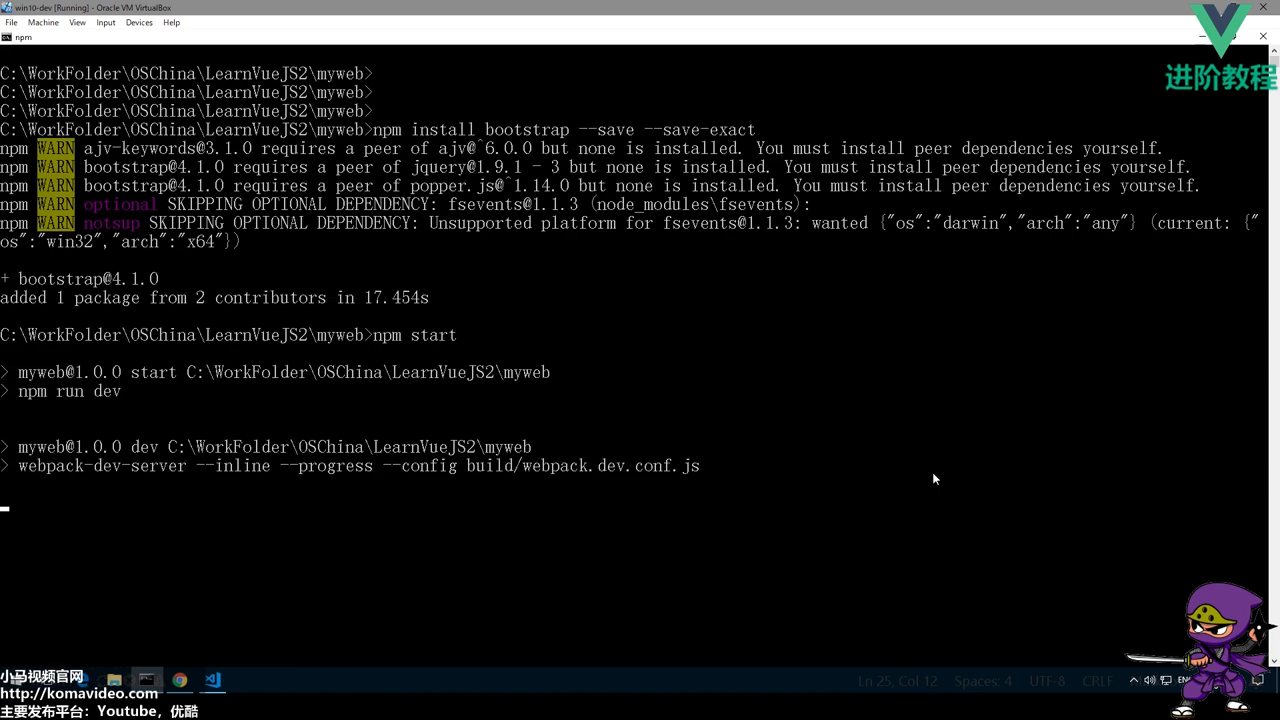 win10-dev [Running] - Oracle VM VirtualBox
File Machine View Input Devices Help
npm
进阶教程
C:\WorkFolder\OSChina\LearnVueJS2\myweb>
C:\WorkFolder\OSChina\LearnVueJS2\myweb>
C:\WorkFolder\OSChina\LearnVueJS2\myweb>
C:\WorkFolder\OSChina\LearnVueJS2\myweb>npm install bootstrap --save --save-exact
npm WARN ajv-keywords@3.1.0 requires a peer of ajv@^6.0.0 but none is installed. You must install peer dependencies yourself.
npm WARN bootstrap@4.1.0 requires a peer of jquery@1.9.1 - 3 but none is installed. You must install peer dependencies yourself.
npm WARN bootstrap@4.1.0 requires a peer of popper.js@^1.14.0 but none is installed. You must install peer dependencies yourself.
npm WARN optional SKIPPING OPTIONAL DEPENDENCY: fsevents@1.1.3 (node_modules\fsevents):
npm WARN notsup SKIPPING OPTIONAL DEPENDENCY: Unsupported platform for fsevents@1.1.3: wanted {"os":"darwin","arch":"any"} (current: {"
os":"win32","arch":"x64"})
+ bootstrap@4.1.0
added 1 package from 2 contributors in 17.454s
C:\WorkFolder\OSChina\LearnVueJS2\myweb>npm start
> myweb@1.0.0 start C:\WorkFolder\OSChina\LearnVueJS2\myweb
> npm run dev
> myweb@1.0.0 dev C:\WorkFolder\OSChina\LearnVueJS2\myweb
> webpack-dev-server --inline --progress --config build/webpack.dev.conf.js
小马视频官网
http://komavideo.com
主要发布平台：Youtube，优酷
Ln 25, Col 12 Spaces: 4 UTF-8 CRLF